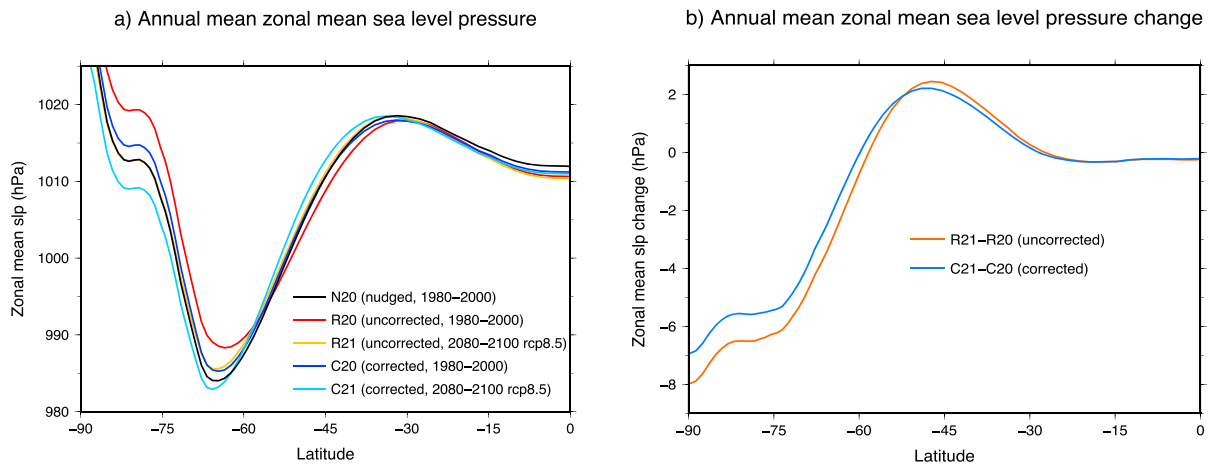 a) Annual mean zonal mean sea level pressure
Zonal mean slp (hPa)
1020
1010
1000
990
980
−90 −75 −60 −45 −30 −15 0
Latitude
N20 (nudged, 1980−2000)
R20 (uncorrected, 1980−2000)
R21 (uncorrected, 2080−2100 rcp8.5)
C20 (corrected, 1980−2000)
C21 (corrected, 2080−2100 rcp8.5)
b) Annual mean zonal mean sea level pressure change
Zonal mean slp change (hPa)
2
0
−2
−4
−6
−8
−90 −75 −60 −45 −30 −15 0
Latitude
R21−R20 (uncorrected)
C21−C20 (corrected)